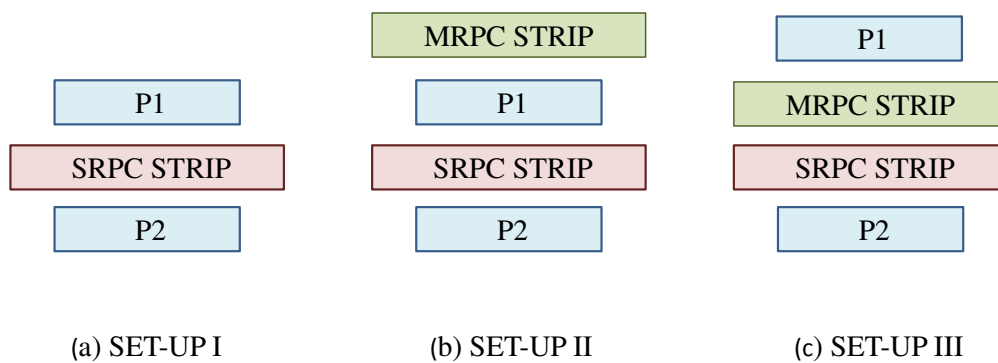 P1
SRPC STRIP
P2
(a) SET-UP I
MRPC STRIP
P1
SRPC STRIP
P2
(b) SET-UP II
P1
MRPC STRIP
SRPC STRIP
P2
(c) SET-UP III